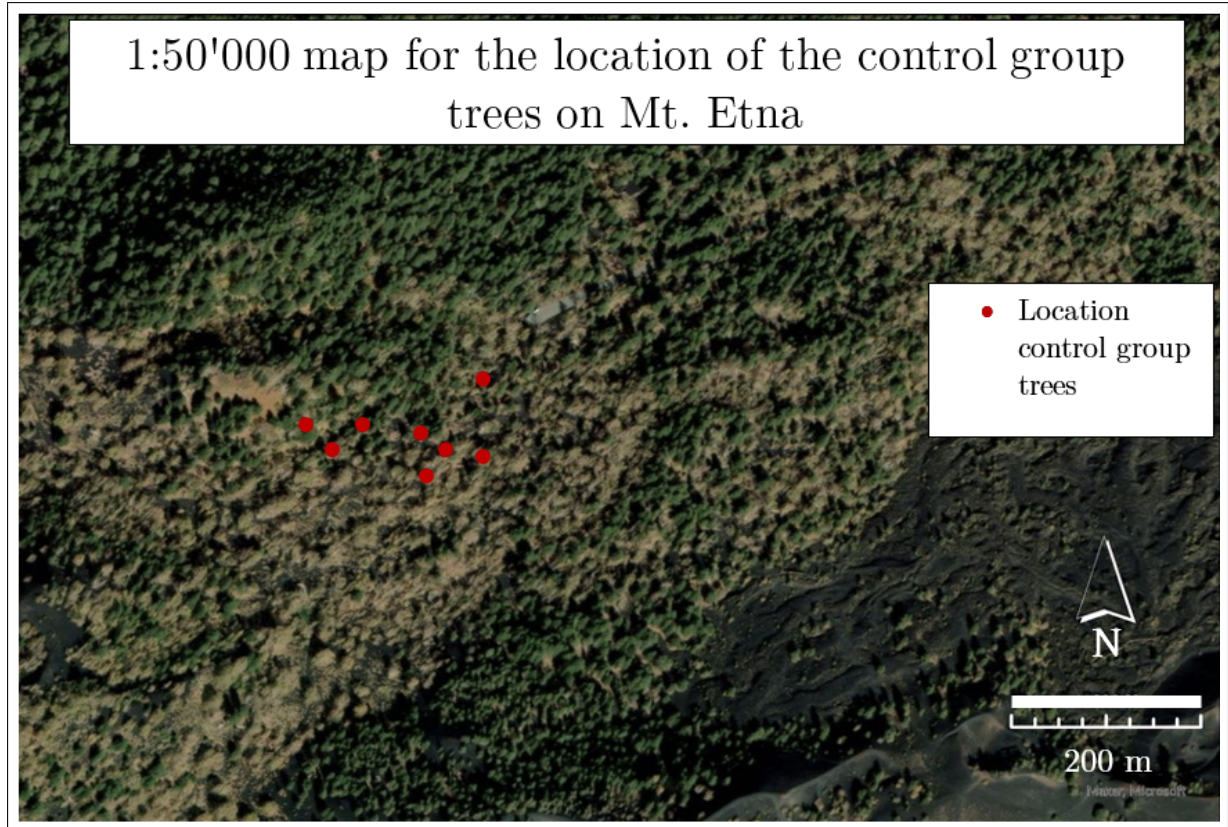 1:50'000 map for the location of the control group
trees on Mt. Etna
Location
control group
trees
N
200 m
Maxar, Microsoft